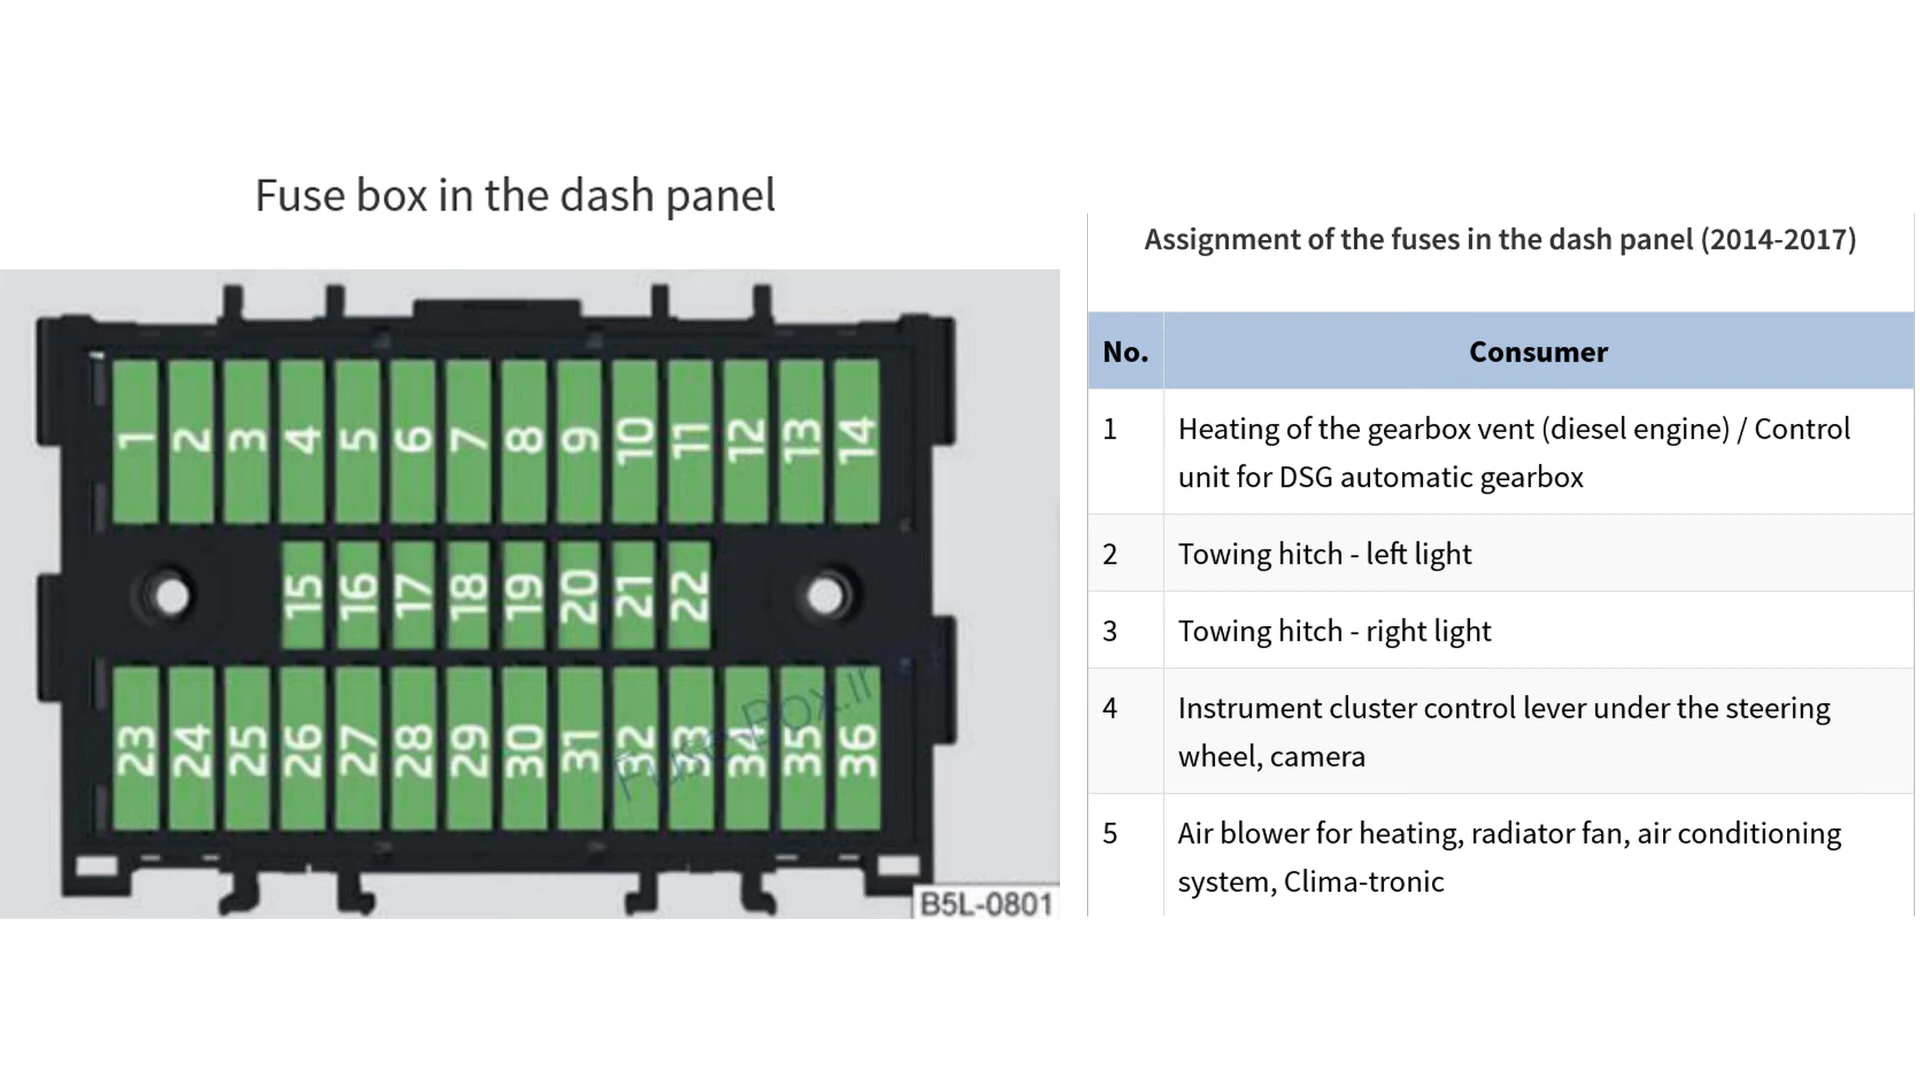 Fuse box in the dash panel
1 2 3 4 5 6 7 8 9 10 11 12 13 14
15 16 17 18 19 20 21 22
23 24 25 26 27 28 29 30 31 32 33 34 35 36
Fuse-Box.in
B5L-0801
Assignment of the fuses in the dash panel (2014-2017)
No. Consumer
1 Heating of the gearbox vent (diesel engine) / Control
unit for DSG automatic gearbox
2 Towing hitch - left light
3 Towing hitch - right light
4 Instrument cluster control lever under the steering
wheel, camera
5 Air blower for heating, radiator fan, air conditioning
system, Clima-tronic